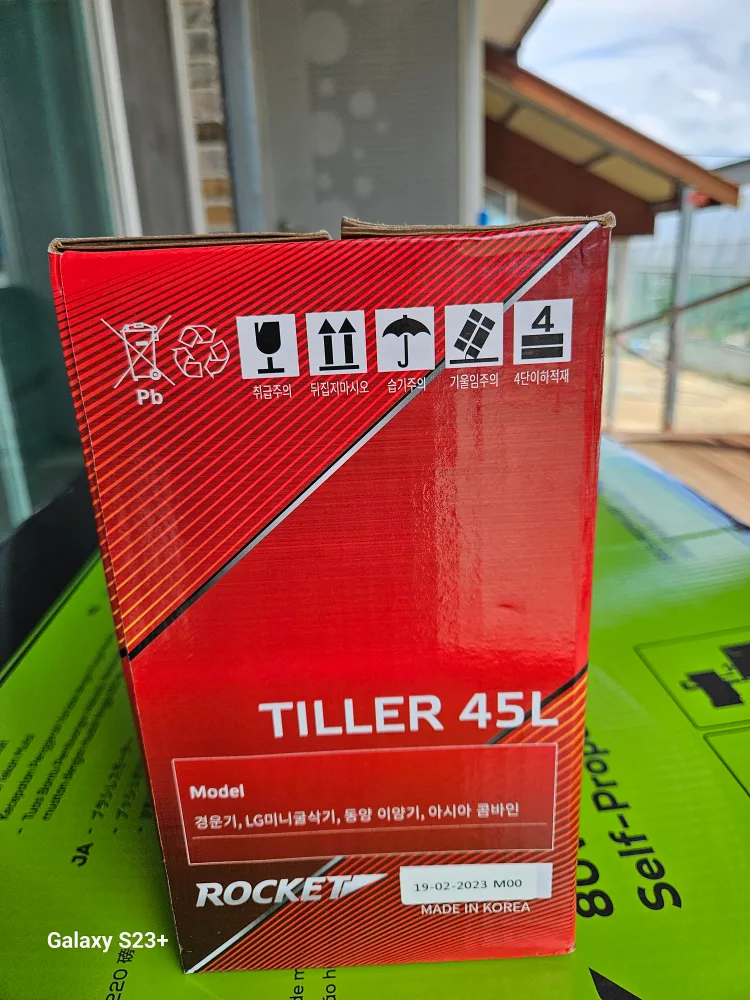 Pb
취급주의
뒤집지마시오
습기주의
기울임주의
4
4단이하적재
TILLER 45L
Model
경운기, LG미니굴삭기, 동양 이양기, 아시아 콤바인
ROCKET
19-02-2023 M00
MADE IN KOREA
Self-Prop
JA
Galaxy S23+
220